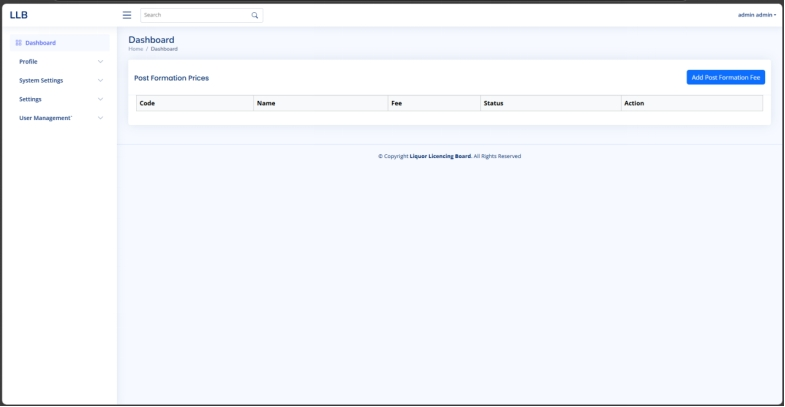 LLB
Search
admin admin
Dashboard
Profile
System Settings
Settings
User Management`
Dashboard
Home / Dashboard
Post Formation Prices
Add Post Formation Fee
Code Name Fee Status Action
© Copyright Liquor Licencing Board. All Rights Reserved